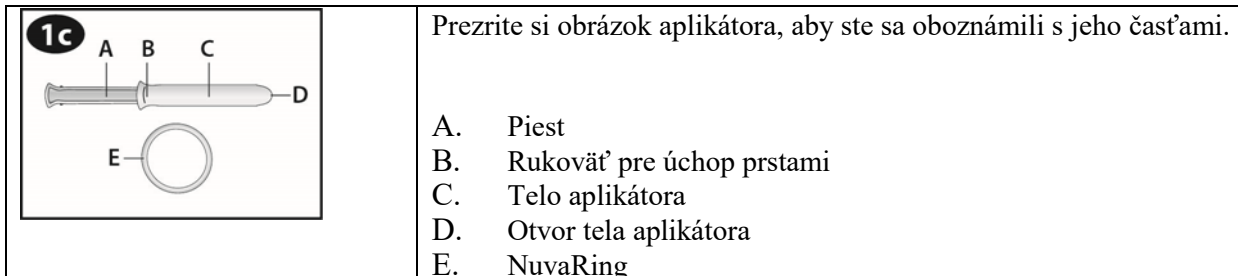 1c
A B C
D
E
Prezrite si obrázok aplikátora, aby ste sa oboznámili s jeho časťami.
A. Piest
B. Rukoväť pre úchop prstami
C. Telo aplikátora
D. Otvor tela aplikátora
E. NuvaRing